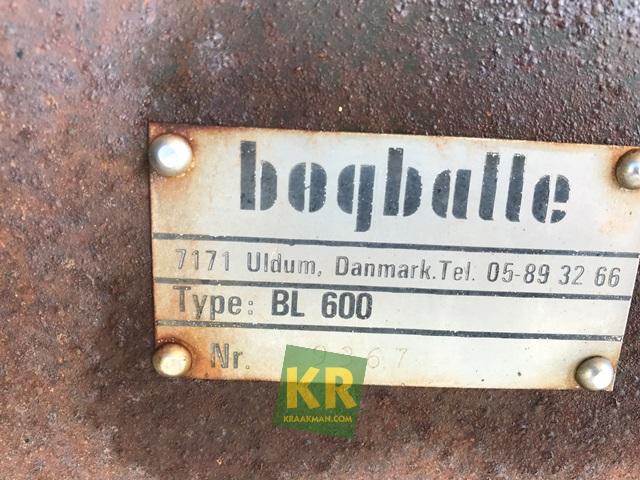 bogballe
7171 Uldum, Danmark. Tel. 05-89 32 66
Type: BL 600
Nr.
KR
KRAAKMAN.COM